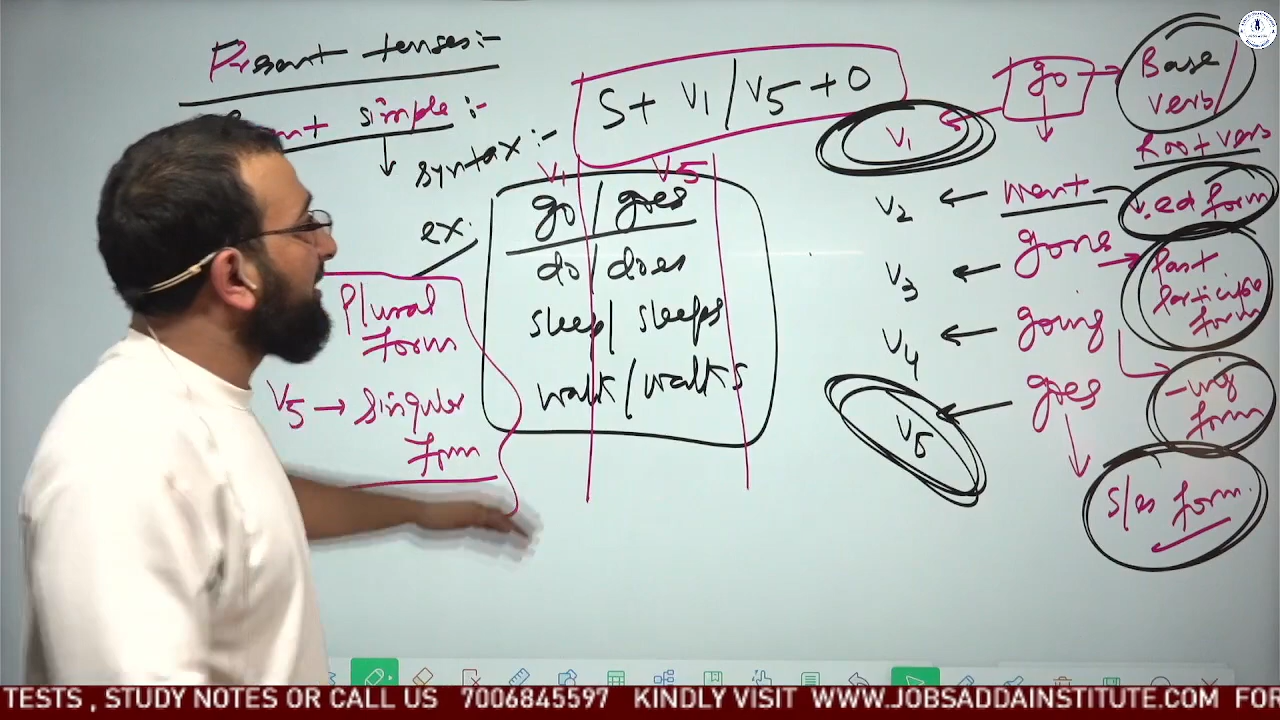 Present tenses:-
simple :-
syntax :-
S + V1 / V5 + O
V1 V5
ex.
go / goes
do / does
sleep / sleeps
walk / walks
Plural
form
V5 → Singular
form
go → Base
verb /
Root verb
V1
V2 ← went
v.ed form
V3 ← gone
Past
Participle
form
V4 ← going
-ing
form
V5 ← goes
s/es form
TESTS , STUDY NOTES OR CALL US 7006845597 KINDLY VISIT WWW.JOBSADDAINSTITUTE.COM FOR